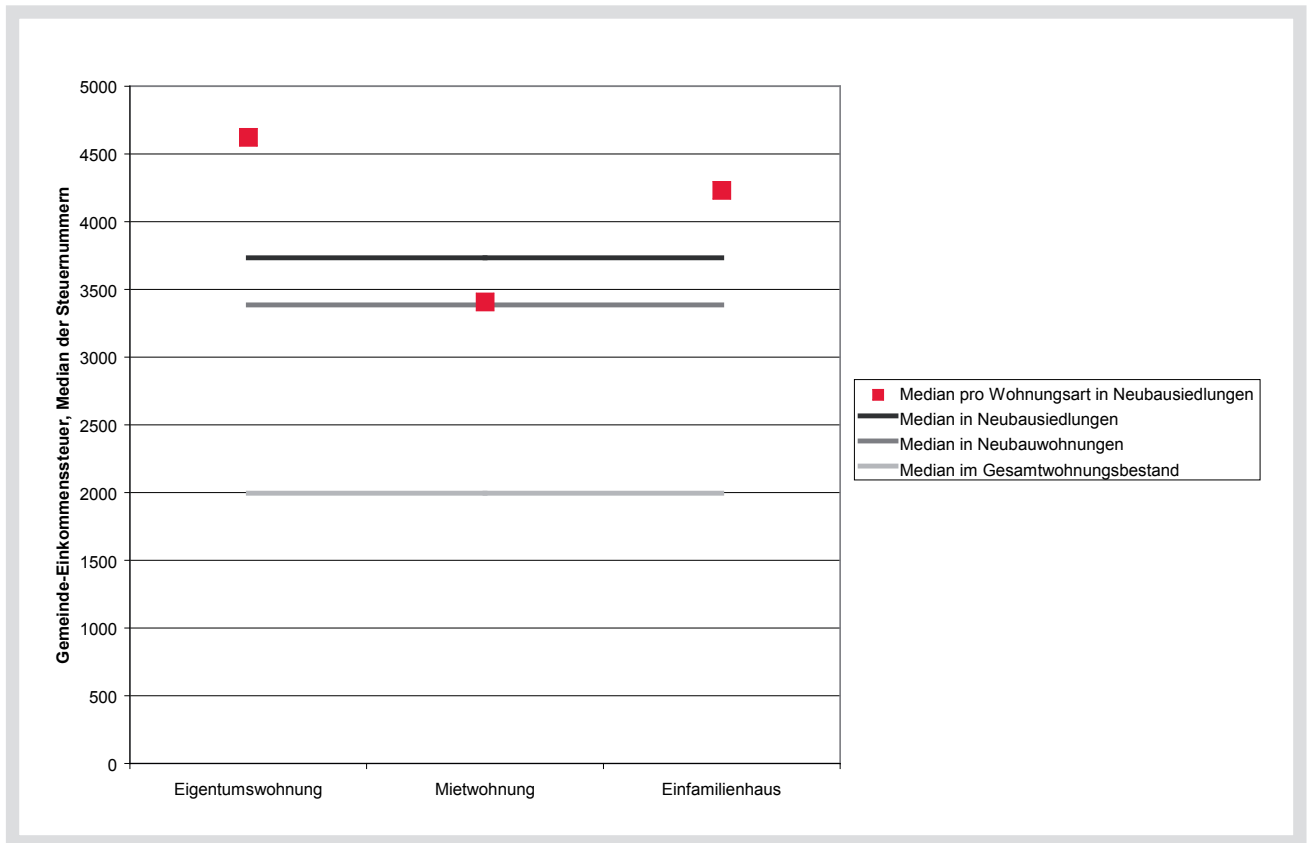 Gemeinde-Einkommenssteuer, Median der Steuernummern
5000
4500
4000
3500
3000
2500
2000
1500
1000
500
0
Eigentumswohnung
Mietwohnung
Einfamilienhaus
Median pro Wohnungsart in Neubausiedlungen
Median in Neubausiedlungen
Median in Neubauwohnungen
Median im Gesamtwohnungsbestand